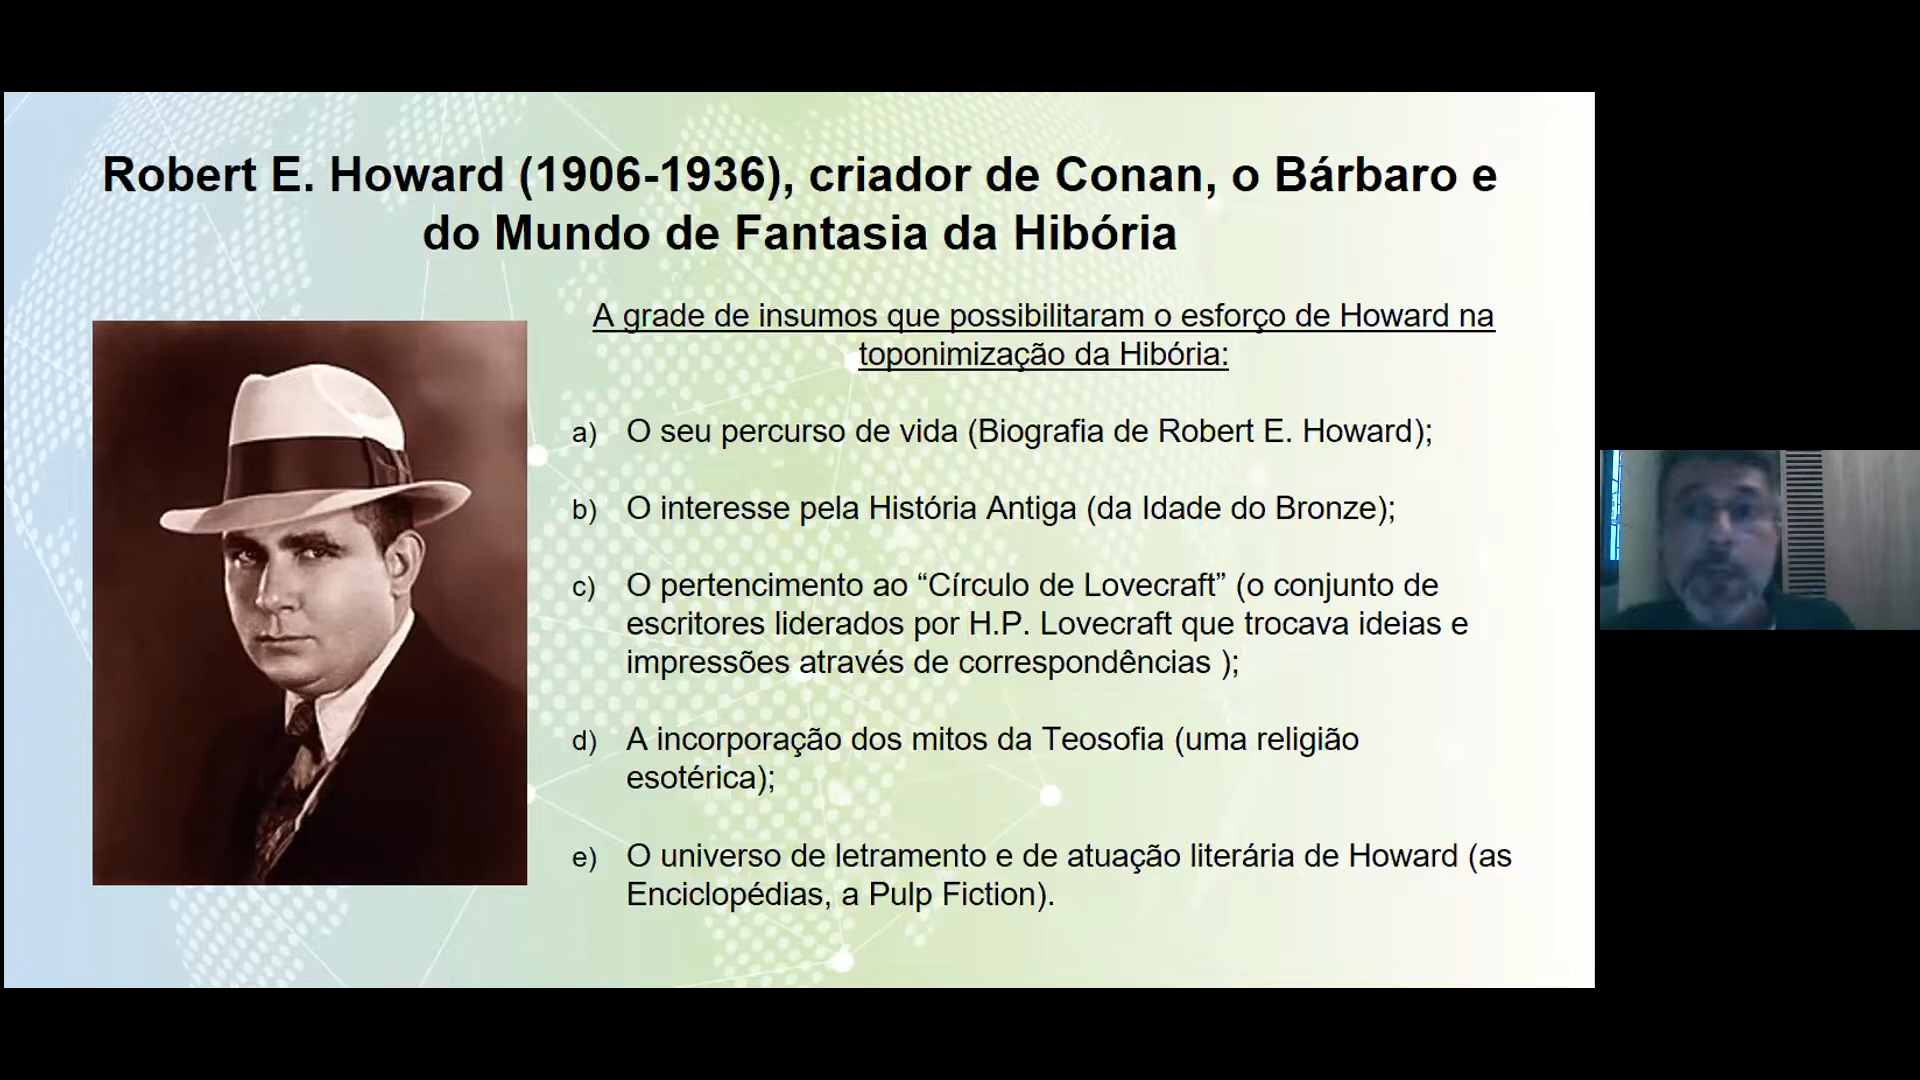 Robert E. Howard (1906-1936), criador de Conan, o Bárbaro e
do Mundo de Fantasia da Hibória
A grade de insumos que possibilitaram o esforço de Howard na
toponimização da Hibória:
a) O seu percurso de vida (Biografia de Robert E. Howard);
b) O interesse pela História Antiga (da Idade do Bronze);
c) O pertencimento ao “Círculo de Lovecraft” (o conjunto de
escritores liderados por H.P. Lovecraft que trocava ideias e
impressões através de correspondências );
d) A incorporação dos mitos da Teosofia (uma religião
esotérica);
e) O universo de letramento e de atuação literária de Howard (as
Enciclopédias, a Pulp Fiction).